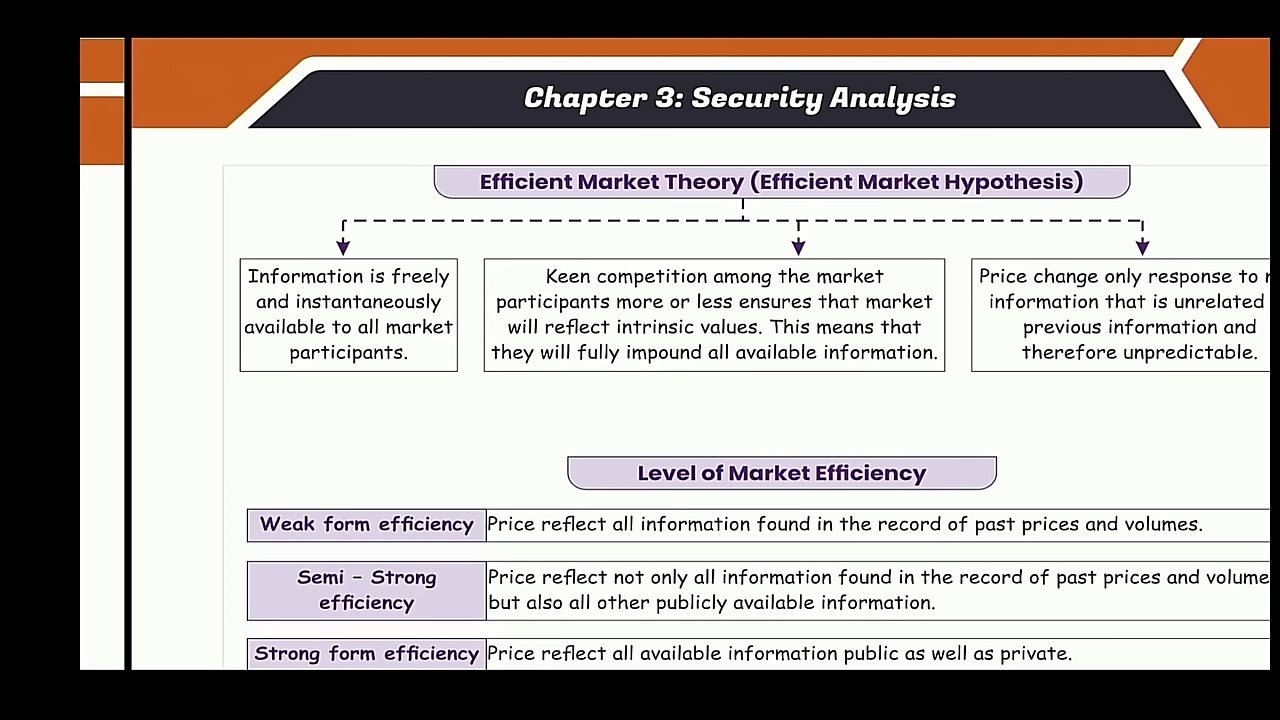 Chapter 3: Security Analysis
Efficient Market Theory (Efficient Market Hypothesis)
Information is freely
and instantaneously
available to all market
participants.
Keen competition among the market
participants more or less ensures that market
will reflect intrinsic values. This means that
they will fully impound all available information.
Price change only response to
information that is unrelated
previous information and
therefore unpredictable.
Level of Market Efficiency
Weak form efficiency
Price reflect all information found in the record of past prices and volumes.
Semi - Strong
efficiency
Price reflect not only all information found in the record of past prices and volume
but also all other publicly available information.
Strong form efficiency
Price reflect all available information public as well as private.